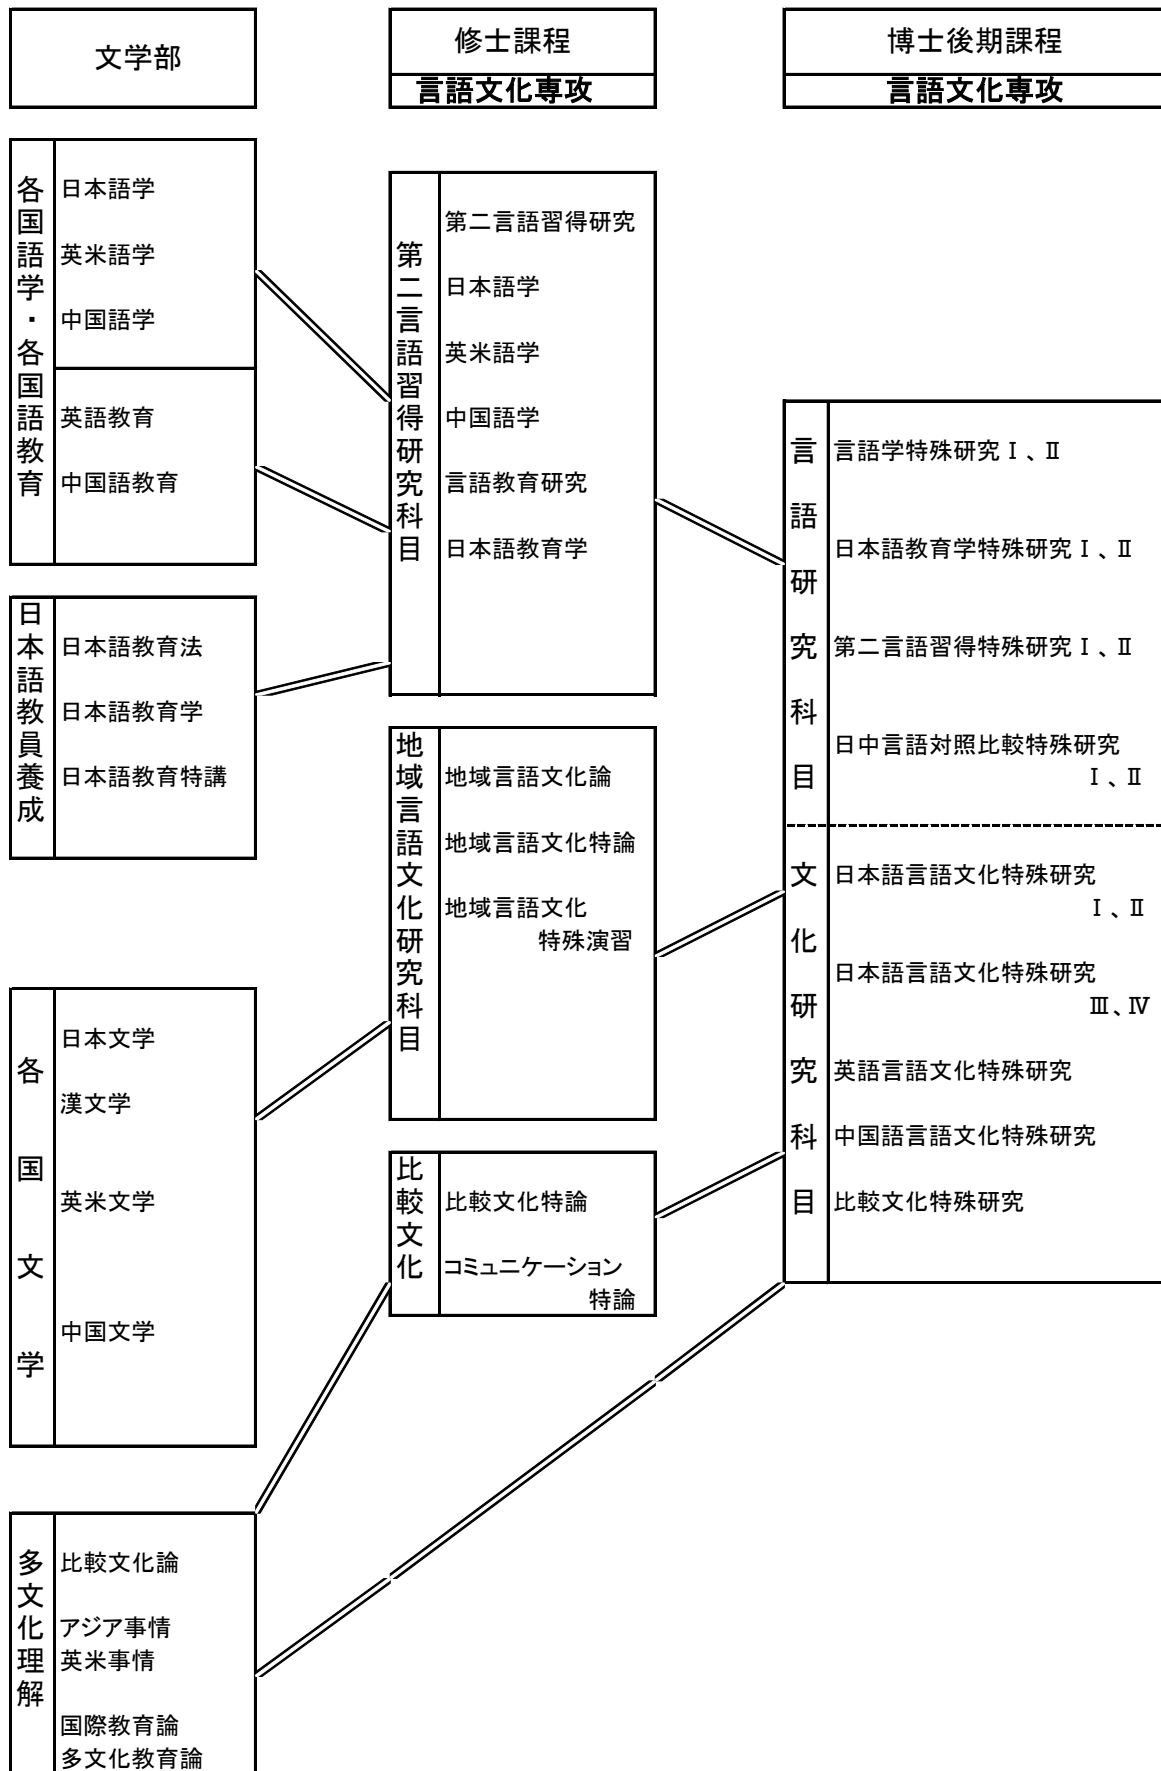 文学部
修士課程
言語文化専攻
博士後期課程
言語文化専攻
各国語学・各国語教育
日本語学
英米語学
中国語学
英語教育
中国語教育
日本語教員養成
日本語教育法
日本語教育学
日本語教育特講
各国文学
日本文学
漢文学
英米文学
中国文学
多文化理解
比較文化論
アジア事情
英米事情
国際教育論
多文化教育論
第二言語習得研究科目
第二言語習得研究
日本語学
英米語学
中国語学
言語教育研究
日本語教育学
地域言語文化研究科目
地域言語文化論
地域言語文化特論
地域言語文化
特殊演習
比較文化
比較文化特論
コミュニケーション
特論
言語研究科目
言語学特殊研究Ⅰ、Ⅱ
日本語教育学特殊研究Ⅰ、Ⅱ
第二言語習得特殊研究Ⅰ、Ⅱ
日中言語対照比較特殊研究
Ⅰ、Ⅱ
文化研究科目
日本語言語文化特殊研究
Ⅰ、Ⅱ
日本語言語文化特殊研究
Ⅲ、Ⅳ
英語言語文化特殊研究
中国語言語文化特殊研究
比較文化特殊研究